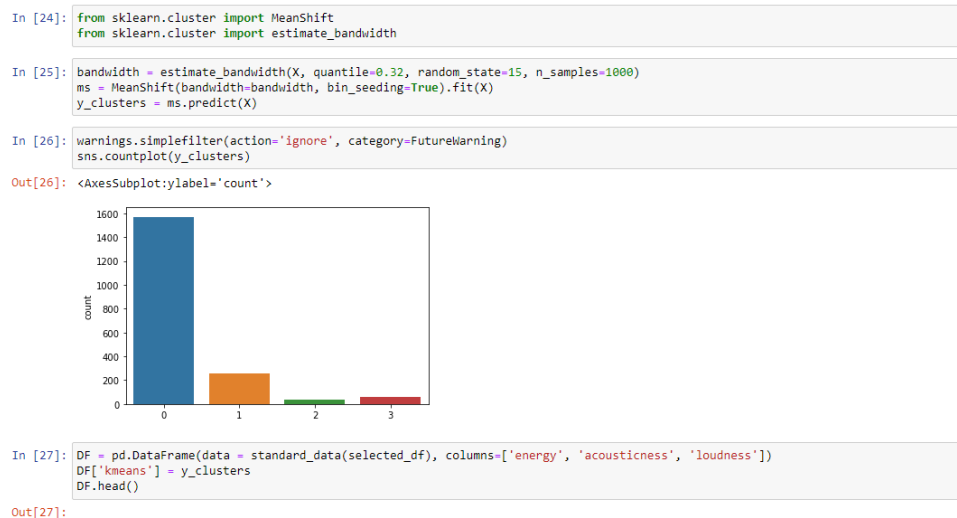 In [24]: from sklearn.cluster import MeanShift
from sklearn.cluster import estimate_bandwidth
In [25]: bandwidth = estimate_bandwidth(X, quantile=0.32, random_state=15, n_samples=1000)
ms = MeanShift(bandwidth=bandwidth, bin_seeding=True).fit(X)
y_clusters = ms.predict(X)
In [26]: warnings.simplefilter(action='ignore', category=FutureWarning)
sns.countplot(y_clusters)
Out[26]: <AxesSubplot:ylabel='count'>
1600
1400
1200
1000
800
600
400
200
0
count
0 1 2 3
In [27]: DF = pd.DataFrame(data = standard_data(selected_df), columns=['energy', 'acousticness', 'loudness'])
DF['kmeans'] = y_clusters
DF.head()
Out[27]: